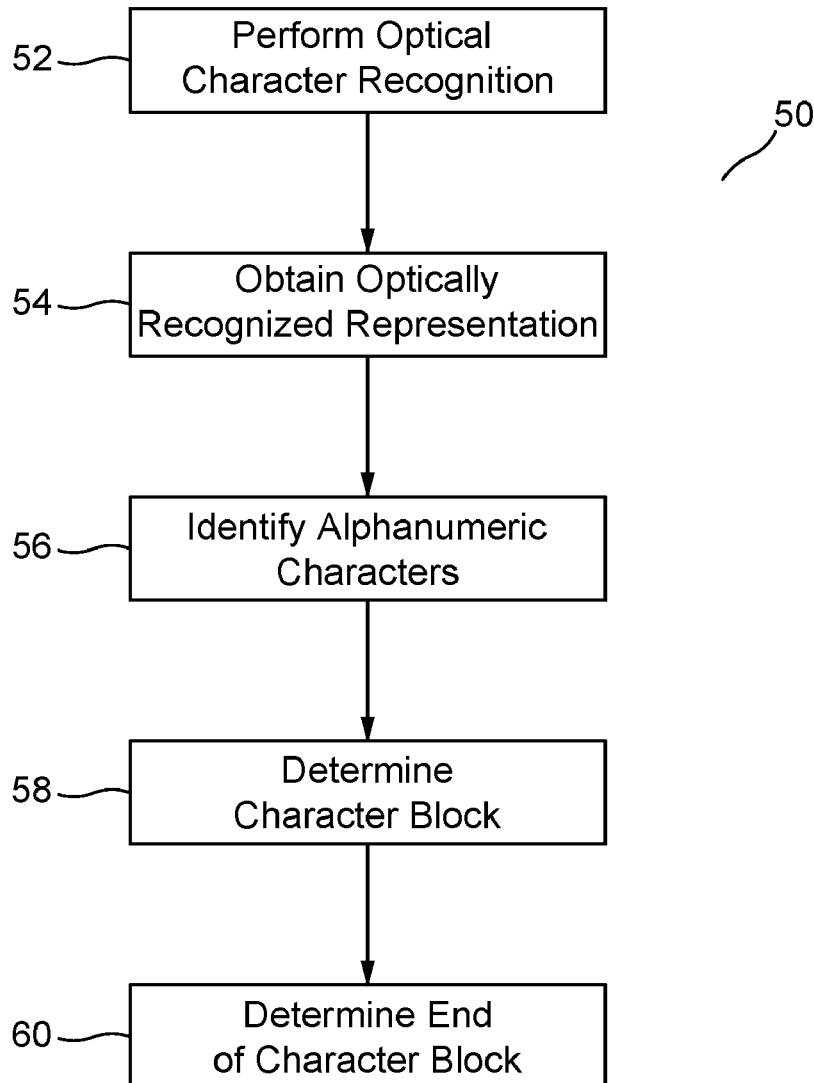 Perform Optical
52
Character Recognition
50
Obtain Optically
54
Recognized Representation
Identify Alphanumeric
56
Characters
Determine
58
Character Block
Determine End
60
of Character Block